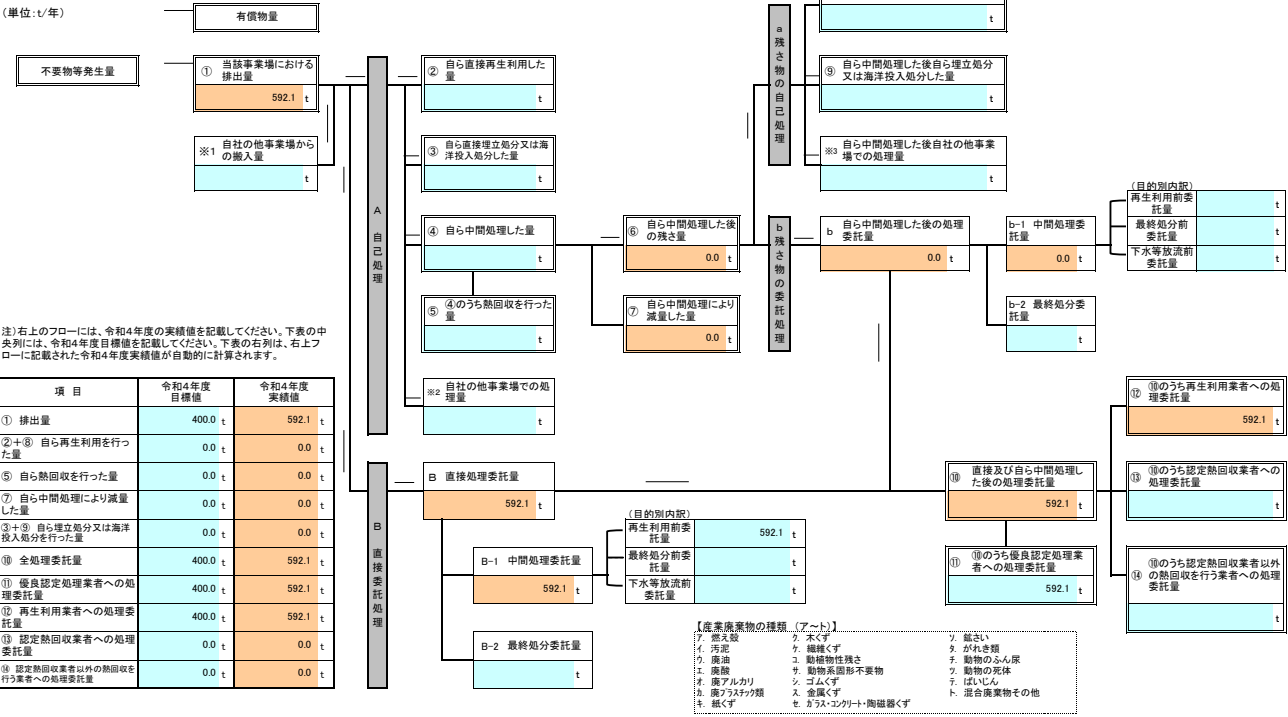 (単位:t/年)
有償物量
不要物等発生量
① 当該事業場における
排出量
592.1 t
※1 自社の他事業場から
の搬入量
t
A 自己処理
② 自ら直接再生利用した
量
t
③ 自ら直接埋立処分又は海
洋投入処分した量
t
④ 自ら中間処理した量
t
⑤ ④のうち熱回収を行った
量
t
※2 自社の他事業場での処
理量
t
⑥ 自ら中間処理した後
の残さ量
0.0 t
⑦ 自ら中間処理により
減量した量
0.0 t
a 残さ物の自己処理
t
⑨ 自ら中間処理した後自ら埋立処分
又は海洋投入処分した量
t
※3 自ら中間処理した後自社の他事業
場での処理量
t
b 残さ物の委託処理
b 自ら中間処理した後の処理
委託量
0.0 t
b-1 中間処理委
託量
0.0 t
(目的別内訳)
再生利用前委
託量 t
最終処分前
委託量 t
下水等放流前
委託量 t
b-2 最終処分委
託量
t
注)右上のフローには、令和4年度の実績値を記載してください。下表の中
央列には、令和4年度目標値を記載してください。下表の右列は、右上フ
ローに記載された令和4年度実績値が自動的に計算されます。
項 目 令和4年度
目標値 令和4年度
実績値
① 排出量 400.0 t 592.1 t
②+⑧ 自ら再生利用を行っ
た量 0.0 t 0.0 t
⑤ 自ら熱回収を行った量 0.0 t 0.0 t
⑦ 自ら中間処理により減量
した量 0.0 t 0.0 t
③+⑨ 自ら埋立処分又は海洋
投入処分を行った量 0.0 t 0.0 t
⑩ 全処理委託量 400.0 t 592.1 t
⑪ 優良認定処理業者への処
理委託量 400.0 t 592.1 t
⑫ 再生利用業者への処理委
託量 400.0 t 592.1 t
⑬ 認定熱回収業者への処理
委託量 0.0 t 0.0 t
⑭ 認定熱回収業者以外の熱回収を
行う業者への処理委託量 0.0 t 0.0 t
B 直接委託処理
B 直接処理委託量
592.1 t
B-1 中間処理委託量
592.1 t
(目的別内訳)
再生利用前委
託量 592.1 t
最終処分前委
託量 t
下水等放流前
委託量 t
B-2 最終処分委託量
t
⑩ 直接及び自ら中間処理し
た後の処理委託量
592.1 t
⑪ ⑩のうち優良認定処理業
者への処理委託量
592.1 t
⑫ ⑩のうち再生利用業者への処
理委託量
592.1 t
⑬ ⑩のうち認定熱回収業者への
処理委託量
t
⑭ ⑩のうち認定熱回収業者以外
の熱回収を行う業者への処理
委託量
t
【産業廃棄物の種類 (ア~ト)】
ア. 燃え殻 ク. 木くず ソ. 鉱さい
イ. 汚泥 ケ. 繊維くず タ. がれき類
ウ. 廃油 コ. 動植物性残さ チ. 動物のふん尿
エ. 廃酸 サ. 動物系固形不要物 ツ. 動物の死体
オ. 廃アルカリ シ. ゴムくず テ. ばいじん
カ. 廃プラスチック類 ス. 金属くず ト. 混合廃棄物その他
キ. 紙くず セ. ガラス・コンクリート・陶磁器くず